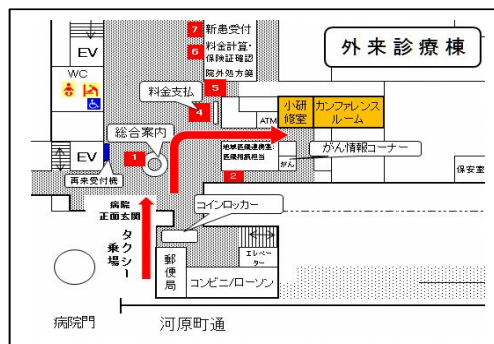 外来診療棟
7 新患受付
6 料金計算・
保険証確認
院外処方箋
5
EV
WC
料金支払
4
ATM
小研
修室
カンファレンス
ルーム
総合案内
1
地域医療連携室
医療相談担当
がん
がん情報コーナー
保安室
EV
再来受付機
2
病院
正面玄関
コインロッカー
タクシー
乗場
郵便局
エレベー
ター
コンビニ/ローソン
病院門
河原町通